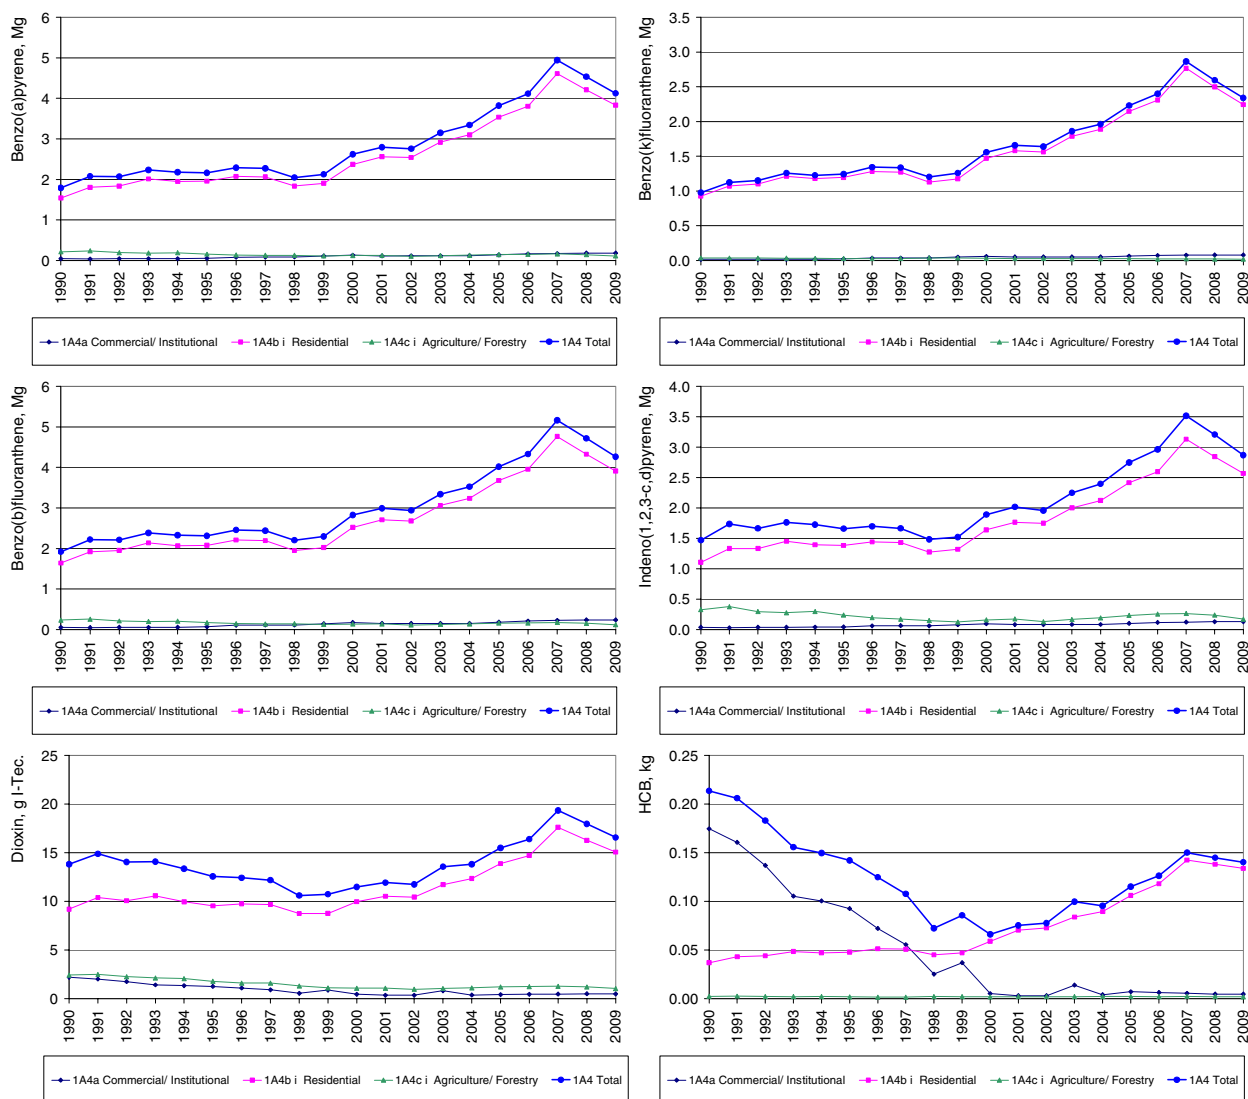 Benzo(a)pyrene, Mg
6
5
4
3
2
1
0
1990 1991 1992 1993 1994 1995 1996 1997 1998 1999 2000 2001 2002 2003 2004 2005 2006 2007 2008 2009
1A4a Commercial/ Institutional 1A4b i Residential 1A4c i Agriculture/ Forestry 1A4 Total
Benzo(k)fluoranthene, Mg
3.5
3.0
2.5
2.0
1.5
1.0
0.5
0.0
1990 1991 1992 1993 1994 1995 1996 1997 1998 1999 2000 2001 2002 2003 2004 2005 2006 2007 2008 2009
1A4a Commercial/ Institutional 1A4b i Residential 1A4c i Agriculture/ Forestry 1A4 Total
Benzo(b)fluoranthene, Mg
6
5
4
3
2
1
0
1990 1991 1992 1993 1994 1995 1996 1997 1998 1999 2000 2001 2002 2003 2004 2005 2006 2007 2008 2009
1A4a Commercial/ Institutional 1A4b i Residential 1A4c i Agriculture/ Forestry 1A4 Total
Indeno(1,2,3-c,d)pyrene, Mg
4.0
3.5
3.0
2.5
2.0
1.5
1.0
0.5
0.0
1990 1991 1992 1993 1994 1995 1996 1997 1998 1999 2000 2001 2002 2003 2004 2005 2006 2007 2008 2009
1A4a Commercial/ Institutional 1A4b i Residential 1A4c i Agriculture/ Forestry 1A4 Total
Dioxin, g I-Tec.
25
20
15
10
5
0
1990 1991 1992 1993 1994 1995 1996 1997 1998 1999 2000 2001 2002 2003 2004 2005 2006 2007 2008 2009
1A4a Commercial/ Institutional 1A4b i Residential 1A4c i Agriculture/ Forestry 1A4 Total
HCB, kg
0.25
0.20
0.15
0.10
0.05
0.00
1990 1991 1992 1993 1994 1995 1996 1997 1998 1999 2000 2001 2002 2003 2004 2005 2006 2007 2008 2009
1A4a Commercial/ Institutional 1A4b i Residential 1A4c i Agriculture/ Forestry 1A4 Total